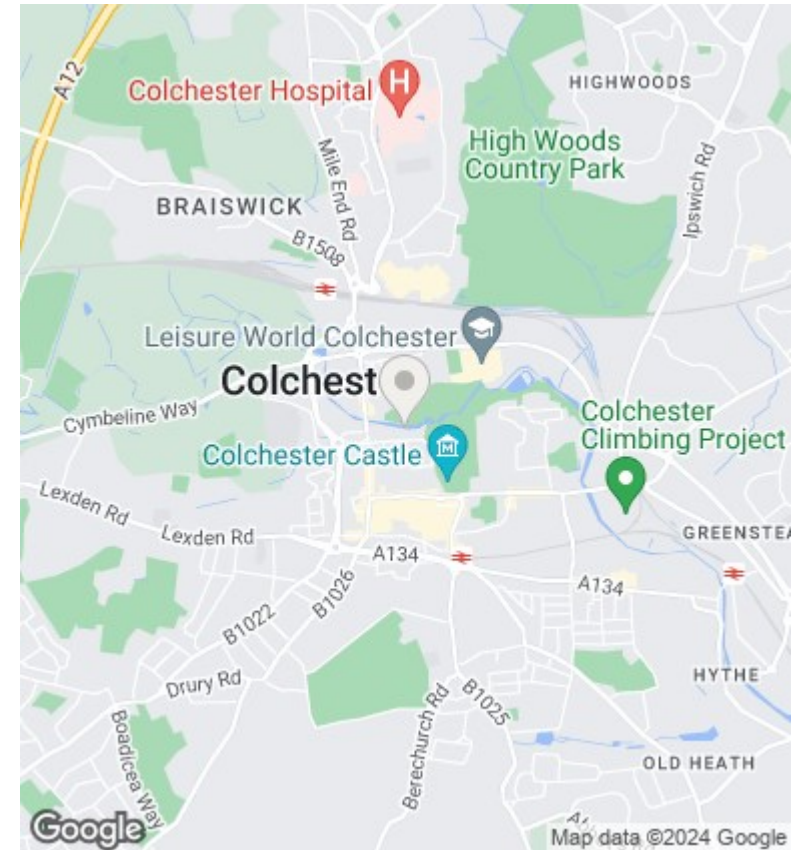 A12
Colchester Hospital
H
HIGHWOODS
High Woods
Country Park
Mile End Rd
Ipswich Rd
BRAISWICK
B1508
Leisure World Colchester
Colchest
Cymbeline Way
Colchester
Climbing Project
Colchester Castle
M
Lexden Rd
Lexden Rd
GREENSTEA
A134
A134
B1026
B1022
Drury Rd
HYTHE
Boadicea Way
Berechurch Rd
B1025
OLD HEATH
Google
Map data ©2024 Google